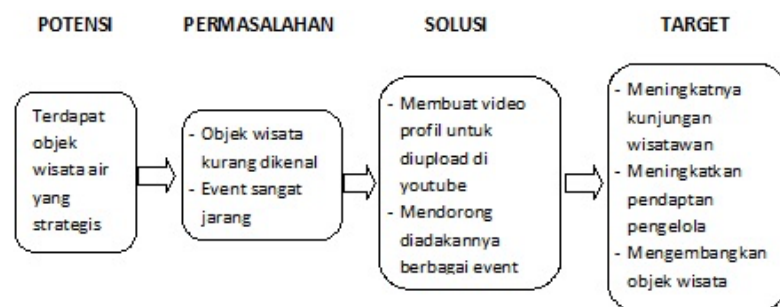 POTENSI
PERMASALAHAN
SOLUSI
TARGET
Terdapat
objek
wisata air
yang
strategis
- Objek wisata
kurang dikenal
- Event sangat
jarang
- Membuat video
profil untuk
diupload di
youtube
- Mendorong
diadakannya
berbagai event
- Meningkatnya
kunjungan
wisatawan
- Meningkatkan
pendaptan
pengelola
- Mengembangkan
objek wisata